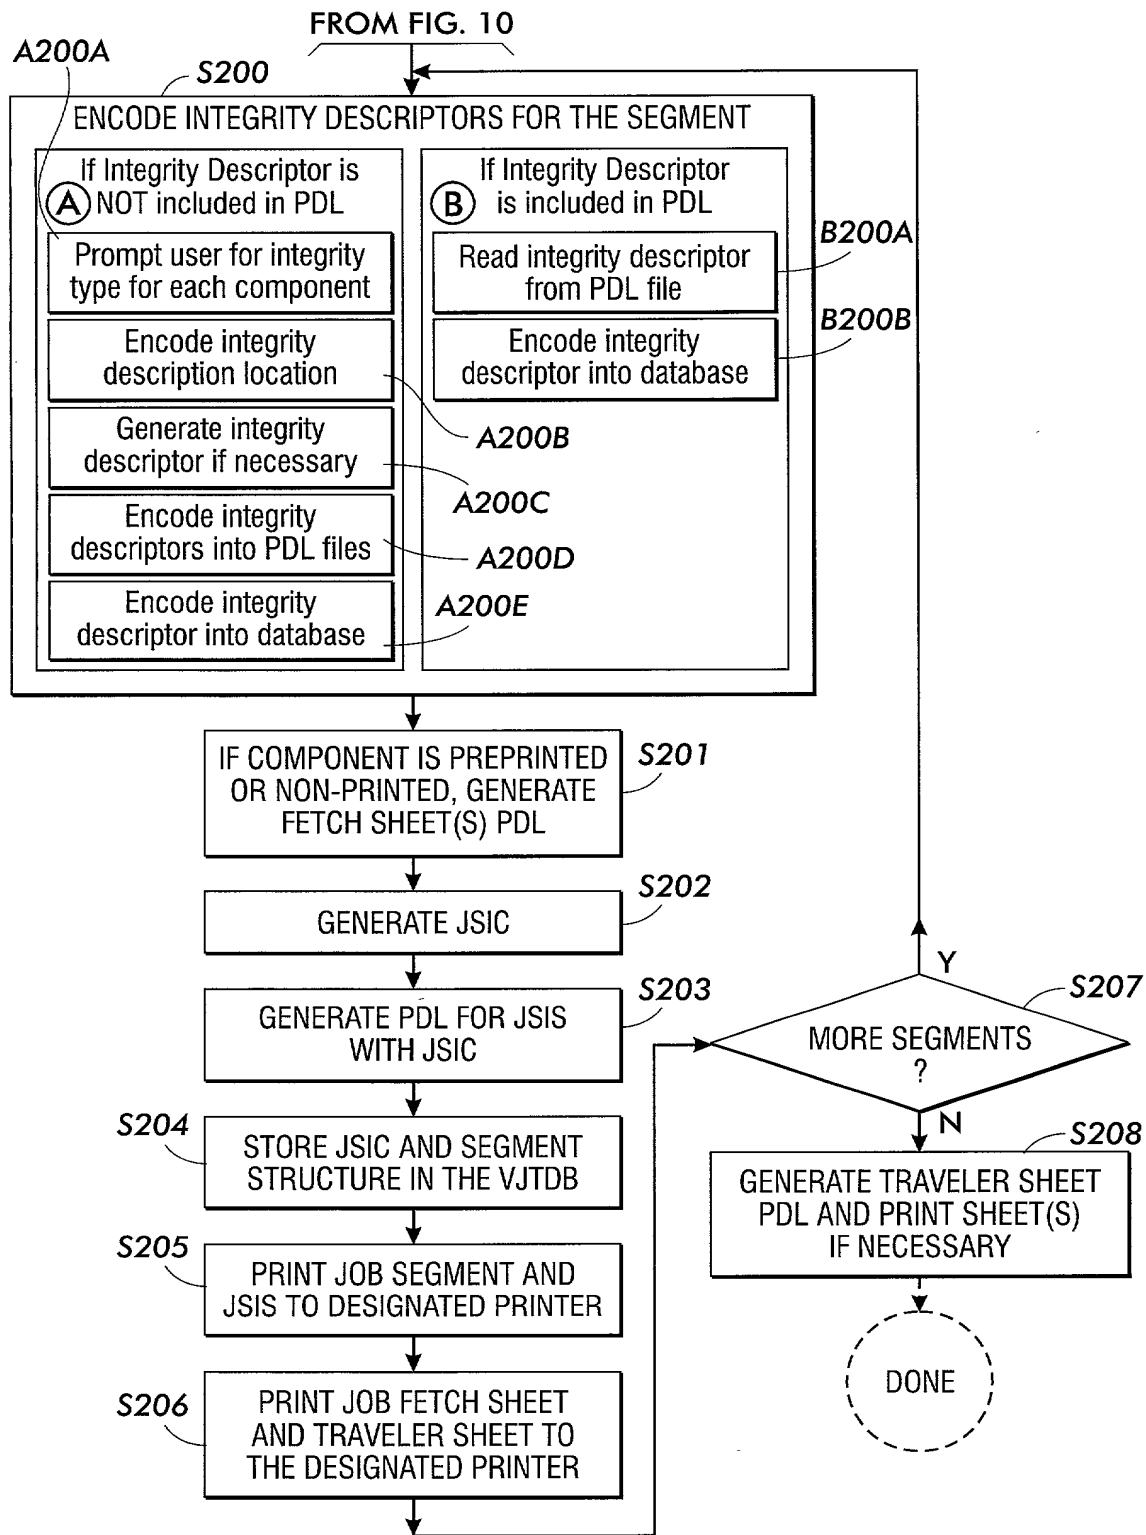 FROM FIG. 10
A200A
S200
ENCODE INTEGRITY DESCRIPTORS FOR THE SEGMENT
If Integrity Descriptor is
A NOT included in PDL
Prompt user for integrity
type for each component
Encode integrity
description location
A200B
Generate integrity
descriptor if necessary
A200C
Encode integrity
descriptors into PDL files
A200D
Encode integrity
descriptor into database
A200E
If Integrity Descriptor
B is included in PDL
Read integrity descriptor
from PDL file
B200A
Encode integrity
descriptor into database
B200B
IF COMPONENT IS PREPRINTED
OR NON-PRINTED, GENERATE
FETCH SHEET(S) PDL
S201
GENERATE JSIC
S202
GENERATE PDL FOR JSIS
WITH JSIC
S203
S204
STORE JSIC AND SEGMENT
STRUCTURE IN THE VJTDB
S205
PRINT JOB SEGMENT AND
JSIS TO DESIGNATED PRINTER
S206
PRINT JOB FETCH SHEET
AND TRAVELER SHEET TO
THE DESIGNATED PRINTER
Y
S207
MORE SEGMENTS
?
N
S208
GENERATE TRAVELER SHEET
PDL AND PRINT SHEET(S)
IF NECESSARY
DONE